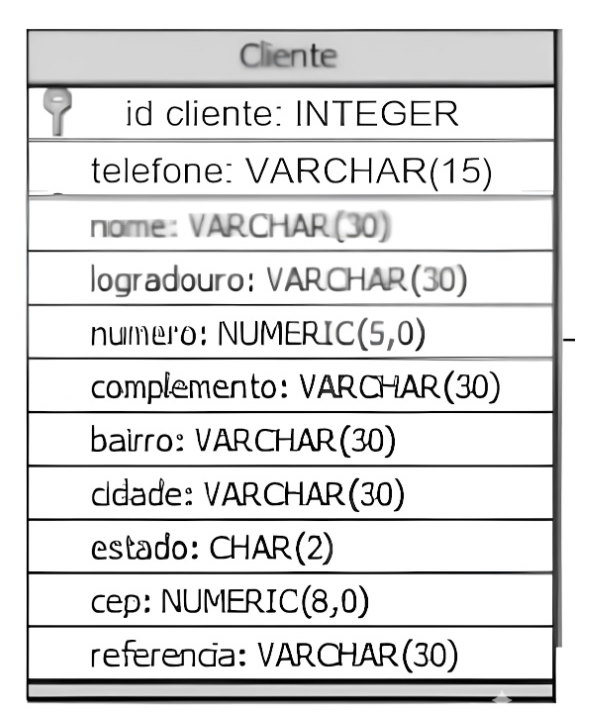 Cliente
id cliente: INTEGER
telefone: VARCHAR(15)
nome: VARCHAR(30)
logradouro: VARCHAR(30)
numero: NUMERIC(5,0)
complemento: VARCHAR(30)
bairro: VARCHAR(30)
cidade: VARCHAR(30)
estado: CHAR(2)
cep: NUMERIC(8,0)
referencia: VARCHAR(30)